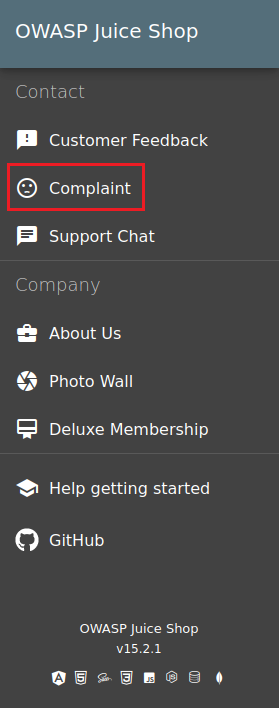 OWASP Juice Shop
Contact
Customer Feedback
Complaint
Support Chat
Company
About Us
Photo Wall
Deluxe Membership
Help getting started
GitHub
OWASP Juice Shop
v15.2.1